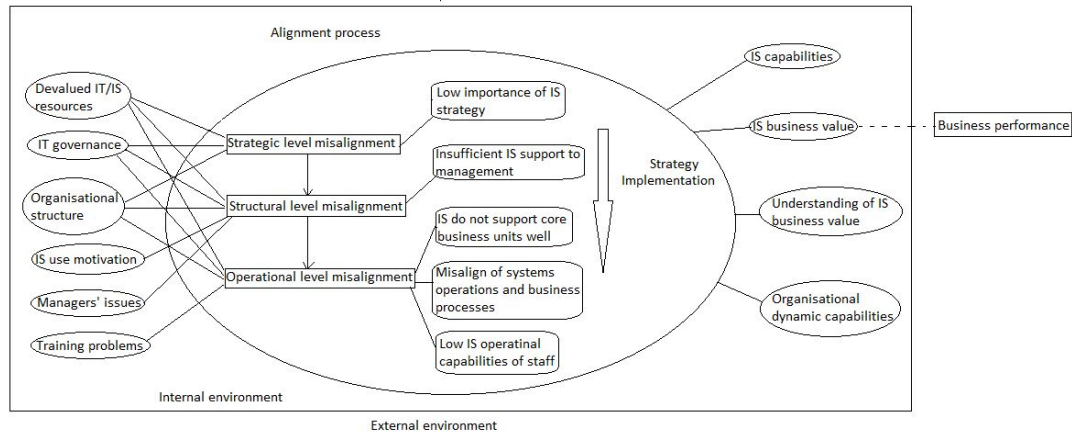 Alignment process
Devalued IT/IS
resources
IT governance
Organisational
structure
IS use motivation
Managers' issues
Training problems
Strategic level misalignment
Structural level misalignment
Operational level misalignment
Low importance of IS
strategy
Insufficient IS support to
management
IS do not support core
business units well
Misalign of systems
operations and business
processes
Low IS operatinal
capabilities of staff
Strategy
Implementation
IS capabilities
IS business value
Understanding of IS
business value
Organisational
dynamic capabilities
Business performance
Internal environment
External environment